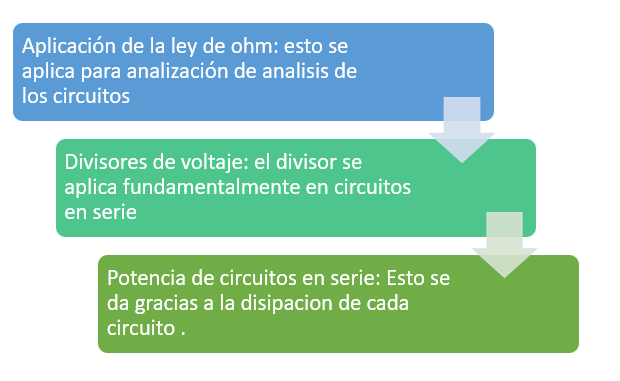 Aplicación de la ley de ohm: esto se
aplica para analización de analisis de
los circuitos
Divisores de voltaje: el divisor se
aplica fundamentalmente en circuitos
en serie
Potencia de circuitos en serie: Esto se
da gracias a la disipacion de cada
circuito .